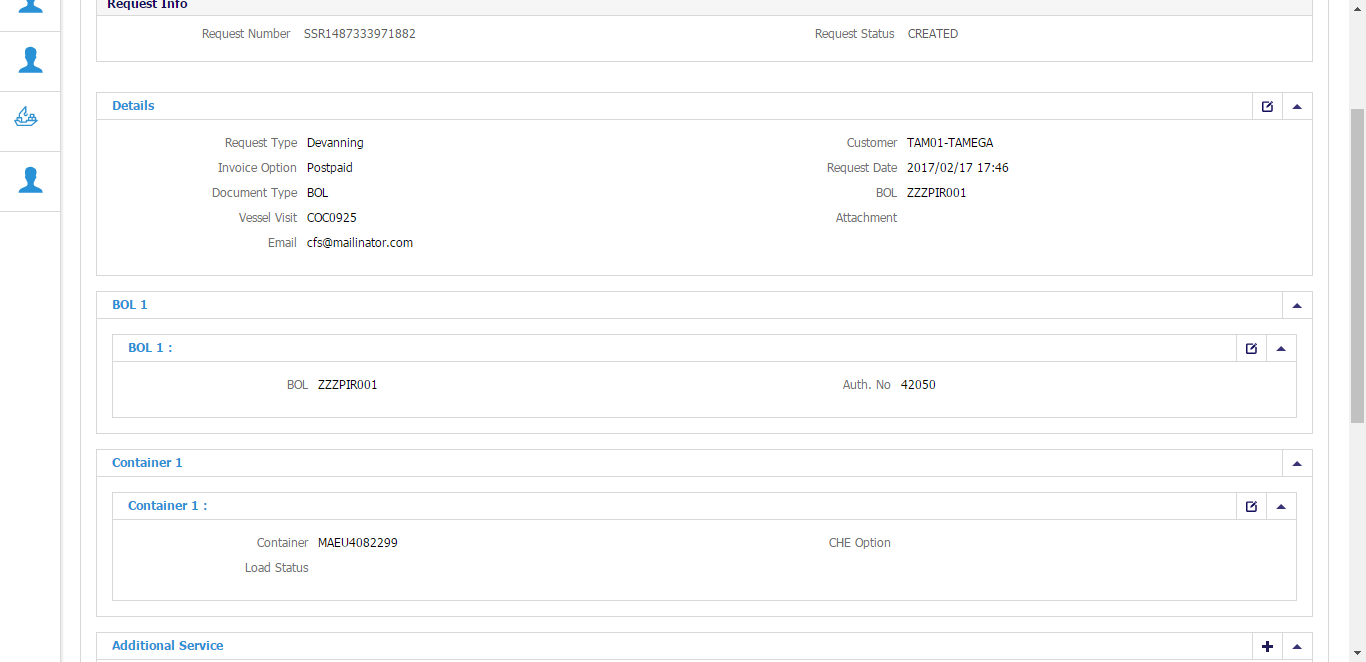 Request Info
Request Number SSR1487333971882 Request Status CREATED
Details
Request Type Devanning Customer TAM01-TAMEGA
Invoice Option Postpaid Request Date 2017/02/17 17:46
Document Type BOL BOL ZZZPIR001
Vessel Visit COC0925 Attachment
Email cfs@mailinator.com
BOL 1
BOL 1 :
BOL ZZZPIR001 Auth. No 42050
Container 1
Container 1 :
Container MAEU4082299 CHE Option
Load Status
Additional Service